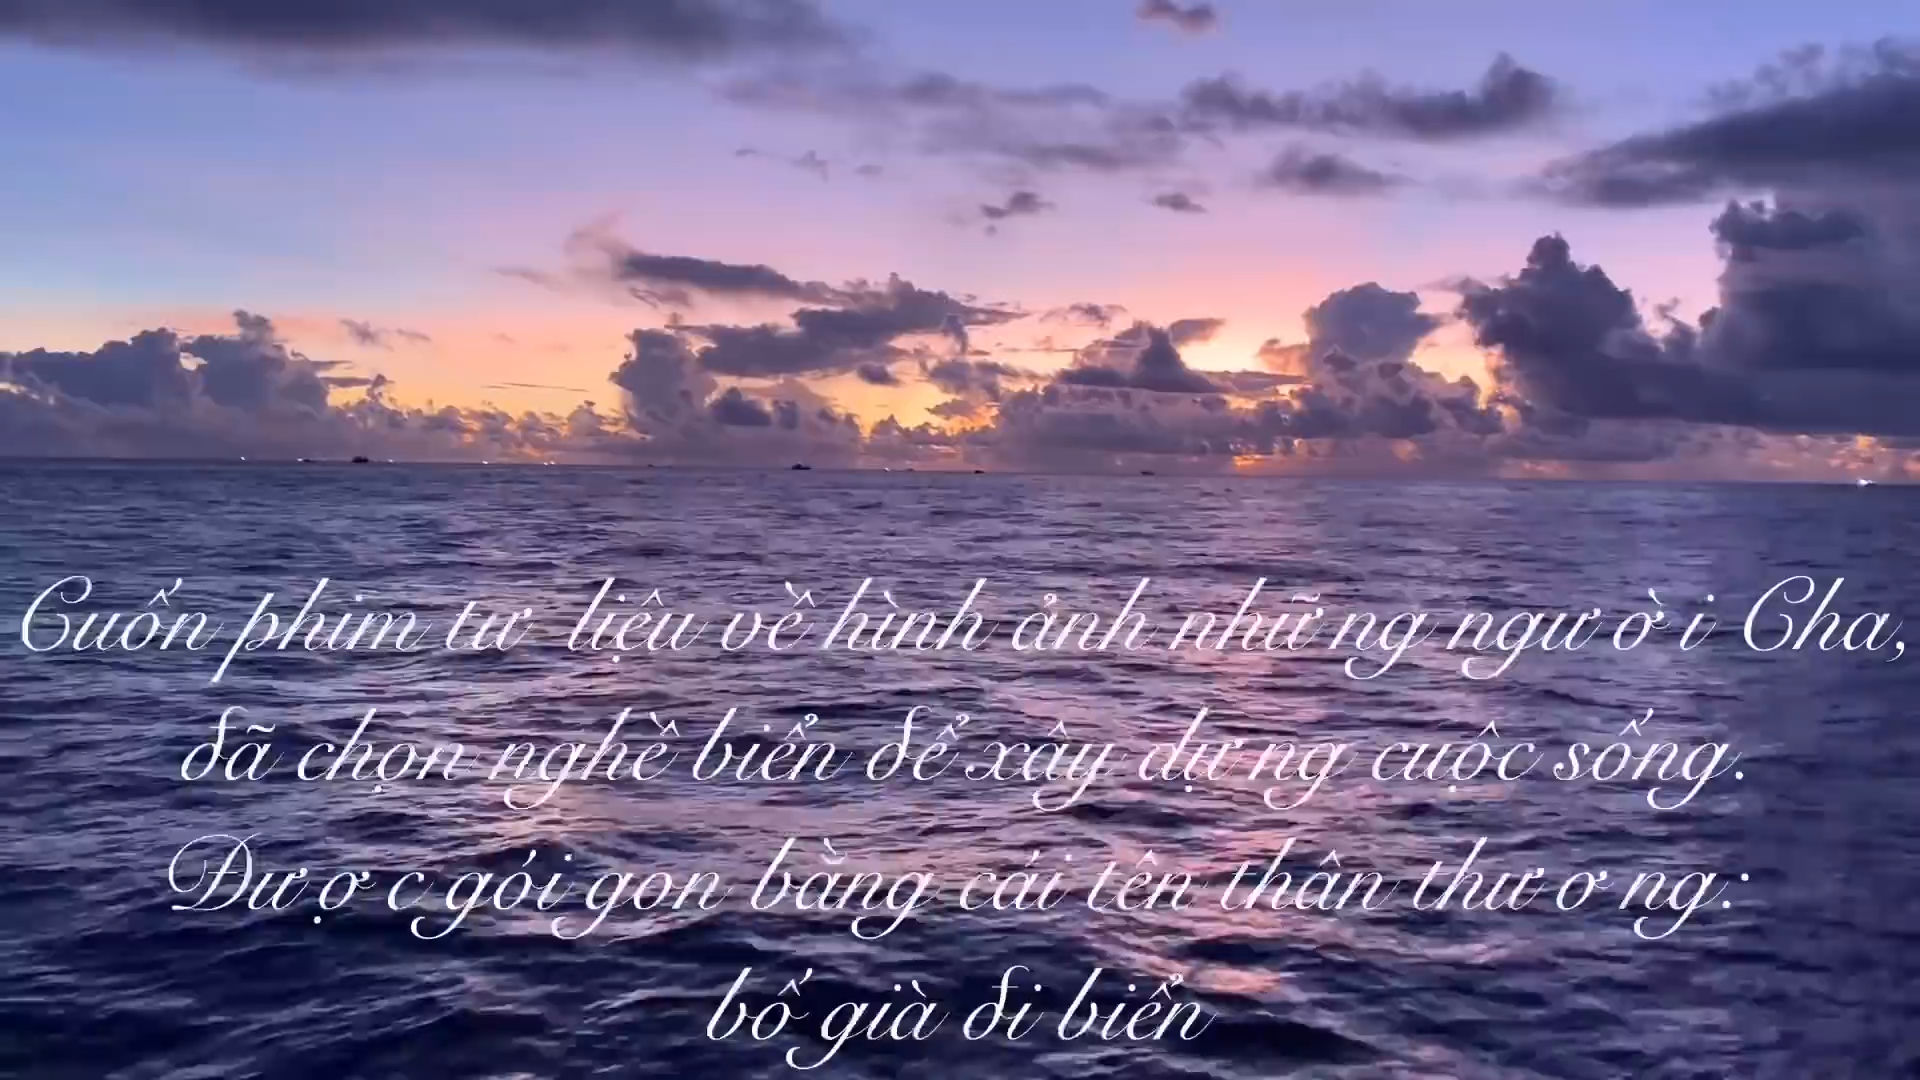 Cuốn phim tư liệu về hình ảnh những người Cha,
đã chọn nghề biển để xây dựng cuộc sống.
Được gói gon bằng cái tên thân thương:
bố già đi biển